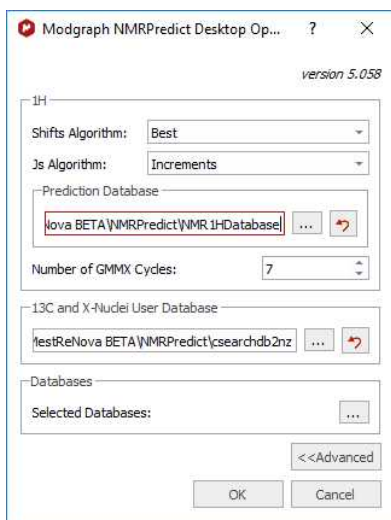 Modgraph NMRPredict Desktop Op... ?
version 5.058
1H
Shifts Algorithm: Best
Js Algorithm: Increments
Prediction Database
Nova BETA\NMRPredict\NMR1HDatabase ...
Number of GMMX Cycles: 7
13C and X-Nuclei User Database
MestReNova BETA\NMRPredict\csearchdb2nz ...
Databases
Selected Databases: ...
<<Advanced
OK Cancel